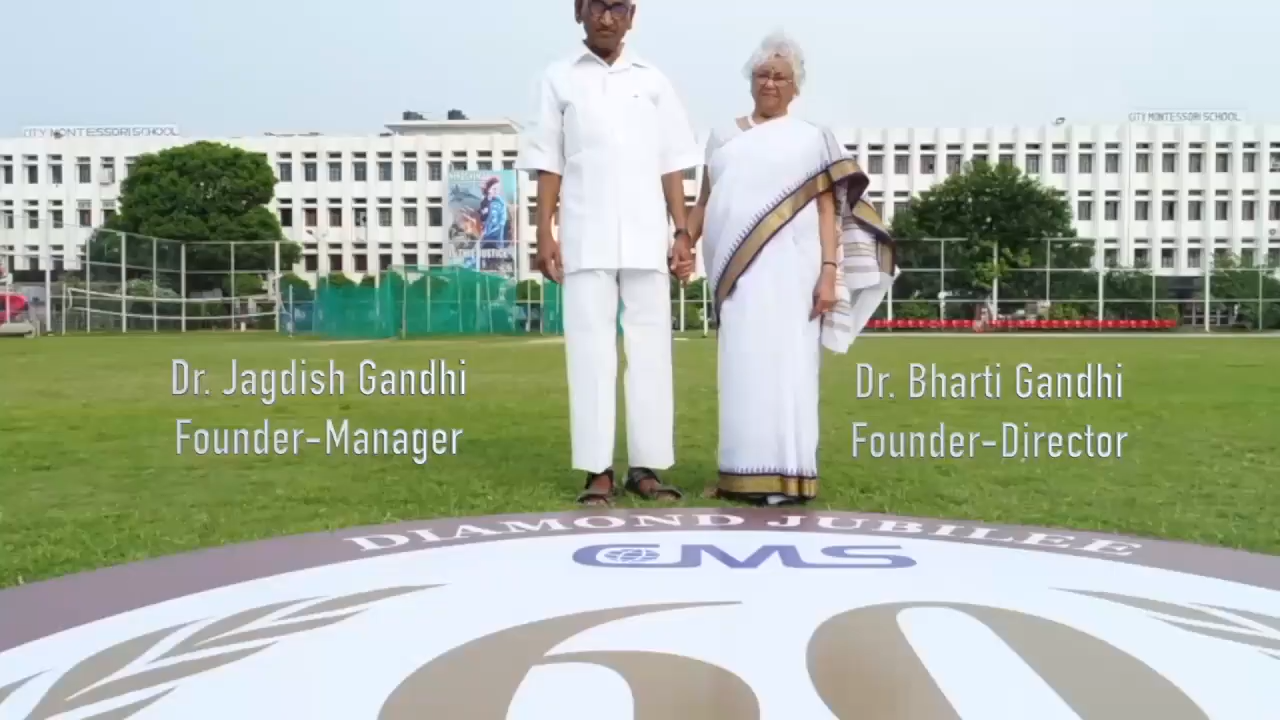 CITY MONTESSORI SCHOOL
CITY MONTESSORI SCHOOL
Dr. Jagdish Gandhi
Founder-Manager
Dr. Bharti Gandhi
Founder-Director
DIAMOND JUBILEE
CMS
60